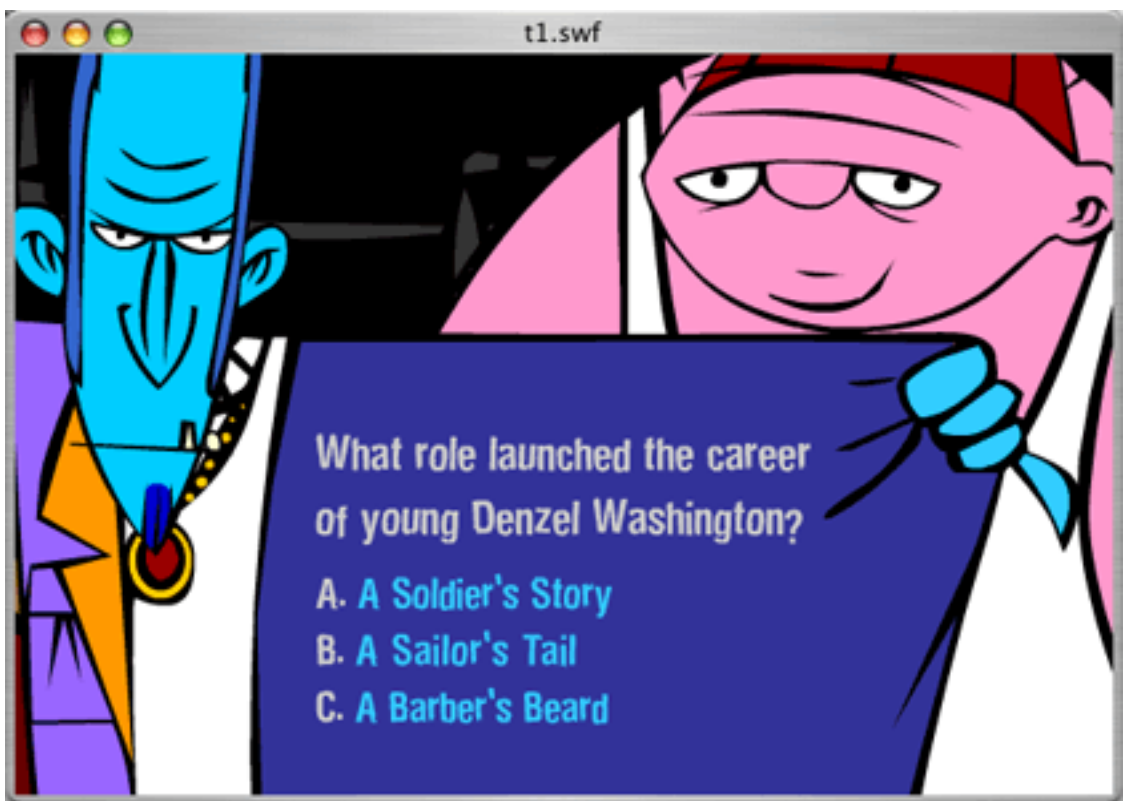 t1.swf
What role launched the career
of young Denzel Washington?
A. A Soldier's Story
B. A Sailor's Tail
C. A Barber's Beard